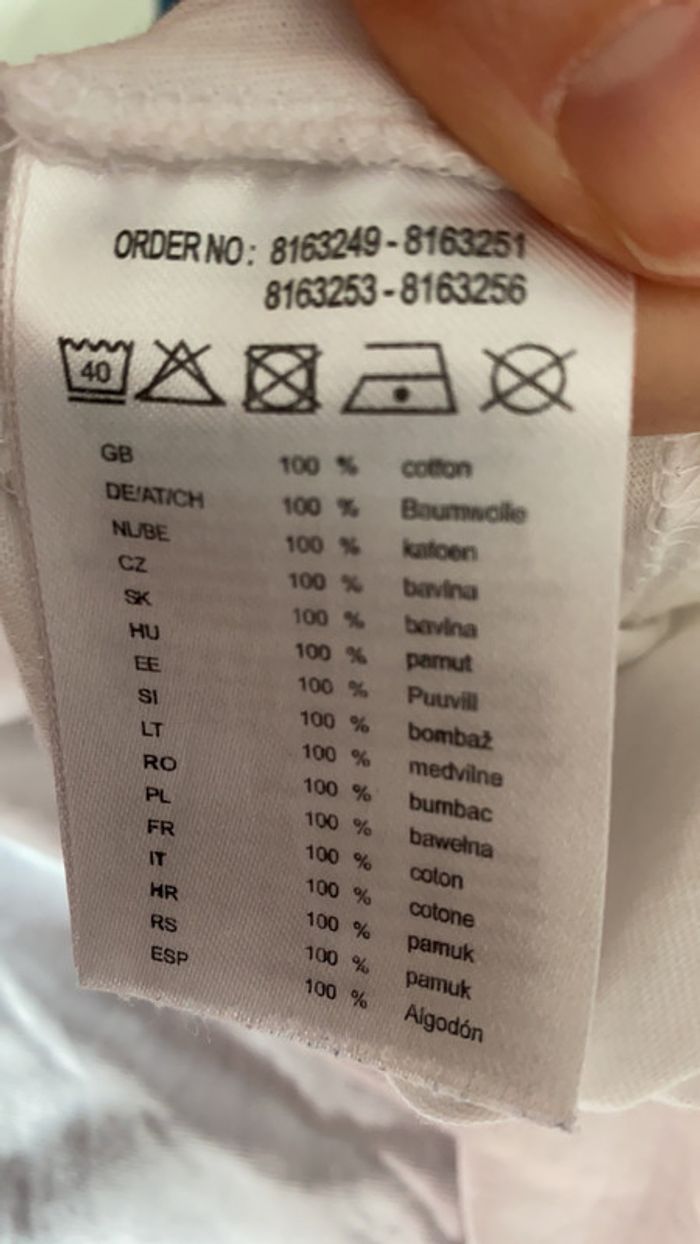 ORDER NO: 8163249 - 8163251
8163253 - 8163256
40
GB 100 % cotton
DE/AT/CH 100 % Baumwolle
NL/BE 100 % katoen
CZ 100 % bavlna
SK 100 % bavlna
HU 100 % pamut
EE 100 % Puuvill
SI 100 % bombaž
LT 100 % medvilne
RO 100 % bumbac
PL 100 % bawełna
FR 100 % coton
IT 100 % cotone
HR 100 % pamuk
RS 100 % pamuk
ESP 100 % Algodón